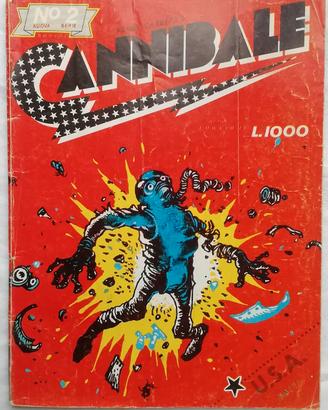 NO. 2
NUOVA SERIE
CANNIBALE
L.1000
U.S.A.